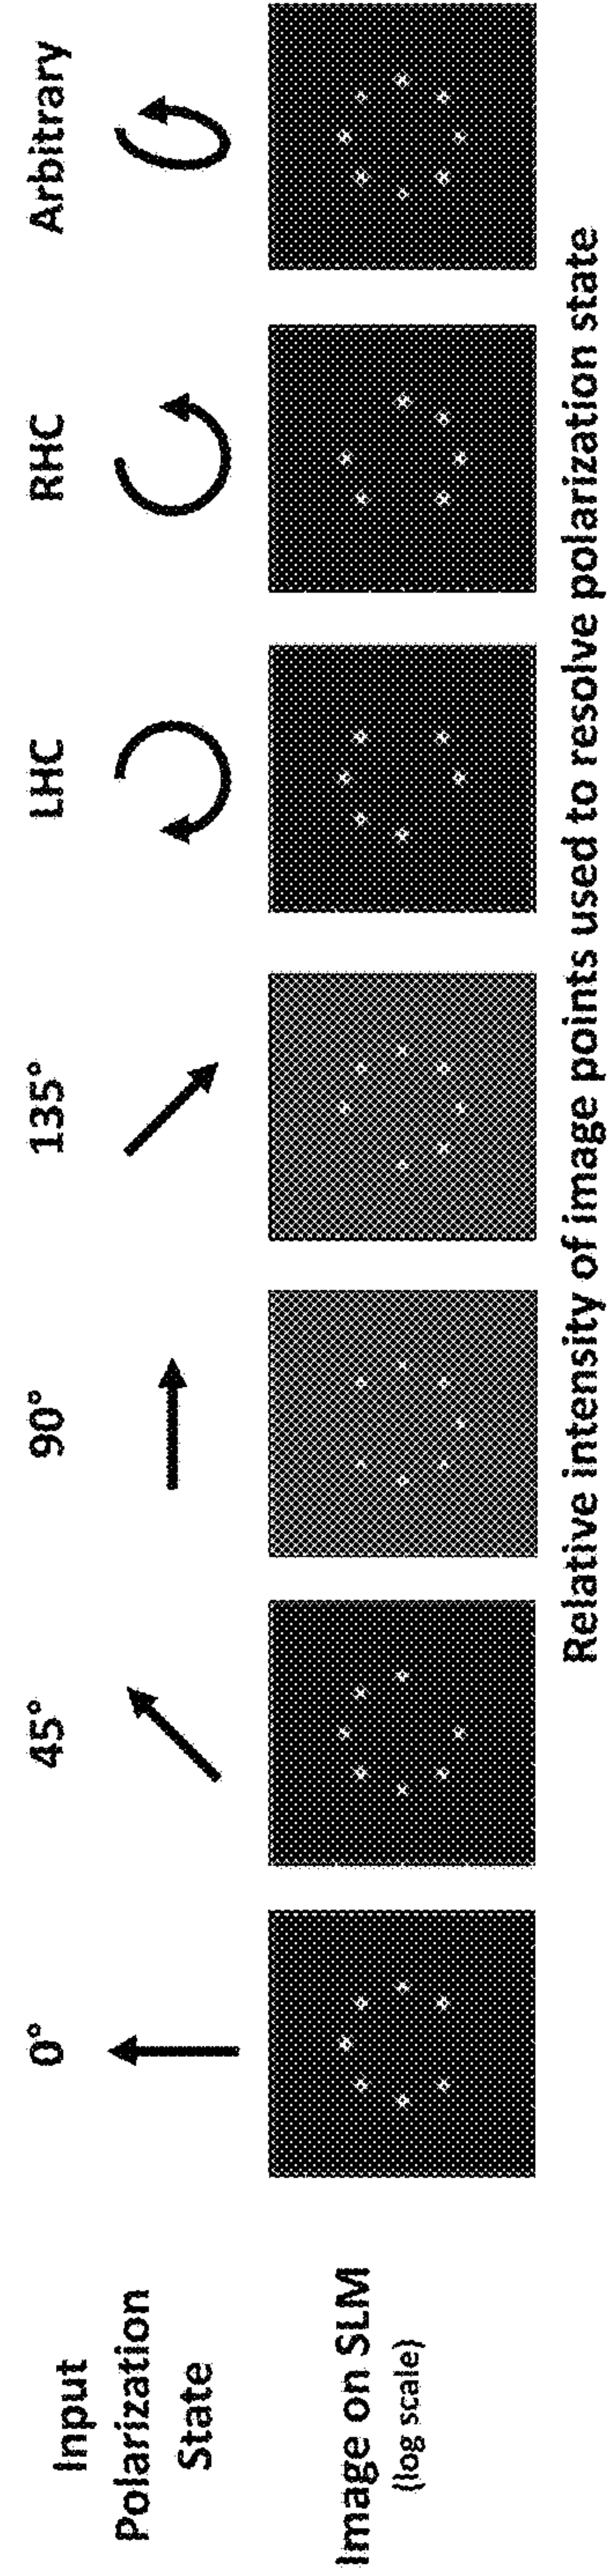 Input
Polarization
State
0°
45°
90°
135°
LHC
RHC
Arbitrary
Image on SLM
(log scale)
Relative intensity of image points used to resolve polarization state